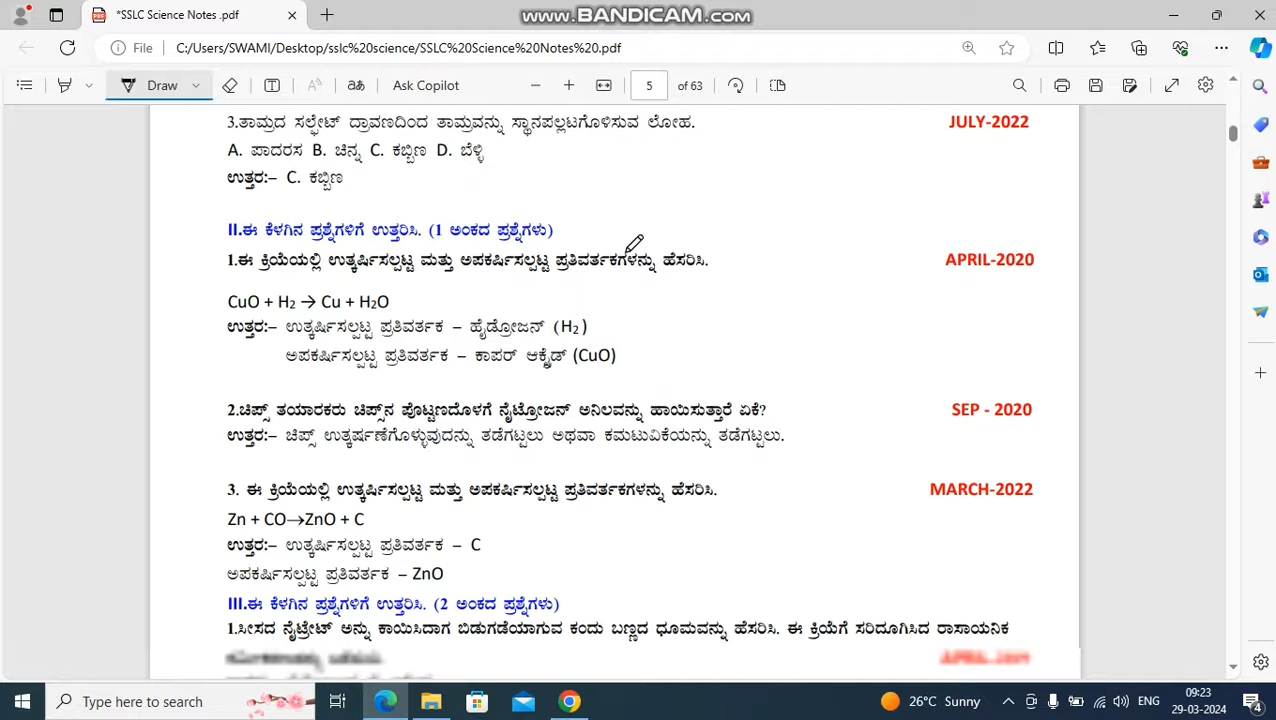 www.BANDICAM.com
*SSLC Science Notes .pdf
File C:/Users/SWAMI/Desktop/sslc%20science/SSLC%20Science%20Notes%20.pdf
Draw Ask Copilot 5 of 63
3.ತಾಮ್ರದ ಸಲ್ಫೇಟ್ ದ್ರಾವಣದಿಂದ ತಾಮ್ರವನ್ನು ಸ್ಥಾನಪಲ್ಲಟಗೊಳಿಸುವ ಲೋಹ. JULY-2022
A. ಪಾದರಸ B. ಚಿನ್ನ C. ಕಬ್ಬಿಣ D. ಬೆಳ್ಳಿ
ಉತ್ತರ:– C. ಕಬ್ಬಿಣ
II.ಈ ಕೆಳಗಿನ ಪ್ರಶ್ನೆಗಳಿಗೆ ಉತ್ತರಿಸಿ. (1 ಅಂಕದ ಪ್ರಶ್ನೆಗಳು)
1.ಈ ಕ್ರಿಯೆಯಲ್ಲಿ ಉತ್ಕರ್ಷಿಸಲ್ಪಟ್ಟ ಮತ್ತು ಅಪಕರ್ಷಿಸಲ್ಪಟ್ಟ ಪ್ರತಿವರ್ತಕಗಳನ್ನು ಹೆಸರಿಸಿ. APRIL-2020
CuO + H₂ → Cu + H₂O
ಉತ್ತರ:– ಉತ್ಕರ್ಷಿಸಲ್ಪಟ್ಟ ಪ್ರತಿವರ್ತಕ – ಹೈಡ್ರೋಜನ್ (H₂ )
ಅಪಕರ್ಷಿಸಲ್ಪಟ್ಟ ಪ್ರತಿವರ್ತಕ – ಕಾಪರ್ ಆಕ್ಸೈಡ್ (CuO)
2.ಚಿಪ್ಸ್ ತಯಾರಕರು ಚಿಪ್ಸ್‌ನ ಪೊಟ್ಟಣದೊಳಗೆ ನೈಟ್ರೋಜನ್ ಅನಿಲವನ್ನು ಹಾಯಿಸುತ್ತಾರೆ ಏಕೆ? SEP - 2020
ಉತ್ತರ:– ಚಿಪ್ಸ್ ಉತ್ಕರ್ಷಣೆಗೊಳ್ಳುವುದನ್ನು ತಡೆಗಟ್ಟಲು ಅಥವಾ ಕಮಟುವಿಕೆಯನ್ನು ತಡೆಗಟ್ಟಲು.
3. ಈ ಕ್ರಿಯೆಯಲ್ಲಿ ಉತ್ಕರ್ಷಿಸಲ್ಪಟ್ಟ ಮತ್ತು ಅಪಕರ್ಷಿಸಲ್ಪಟ್ಟ ಪ್ರತಿವರ್ತಕಗಳನ್ನು ಹೆಸರಿಸಿ. MARCH-2022
Zn + CO→ZnO + C
ಉತ್ತರ:– ಉತ್ಕರ್ಷಿಸಲ್ಪಟ್ಟ ಪ್ರತಿವರ್ತಕ – C
ಅಪಕರ್ಷಿಸಲ್ಪಟ್ಟ ಪ್ರತಿವರ್ತಕ – ZnO
III.ಈ ಕೆಳಗಿನ ಪ್ರಶ್ನೆಗಳಿಗೆ ಉತ್ತರಿಸಿ. (2 ಅಂಕದ ಪ್ರಶ್ನೆಗಳು)
1.ಸೀಸದ ನೈಟ್ರೇಟ್ ಅನ್ನು ಕಾಯಿಸಿದಾಗ ಬಿಡುಗಡೆಯಾಗುವ ಕಂದು ಬಣ್ಣದ ಧೂಮವನ್ನು ಹೆಸರಿಸಿ. ಈ ಕ್ರಿಯೆಗೆ ಸರಿದೂಗಿಸಿದ ರಾಸಾಯನಿಕ
Type here to search 26°C Sunny ENG 09:23
29-03-2024